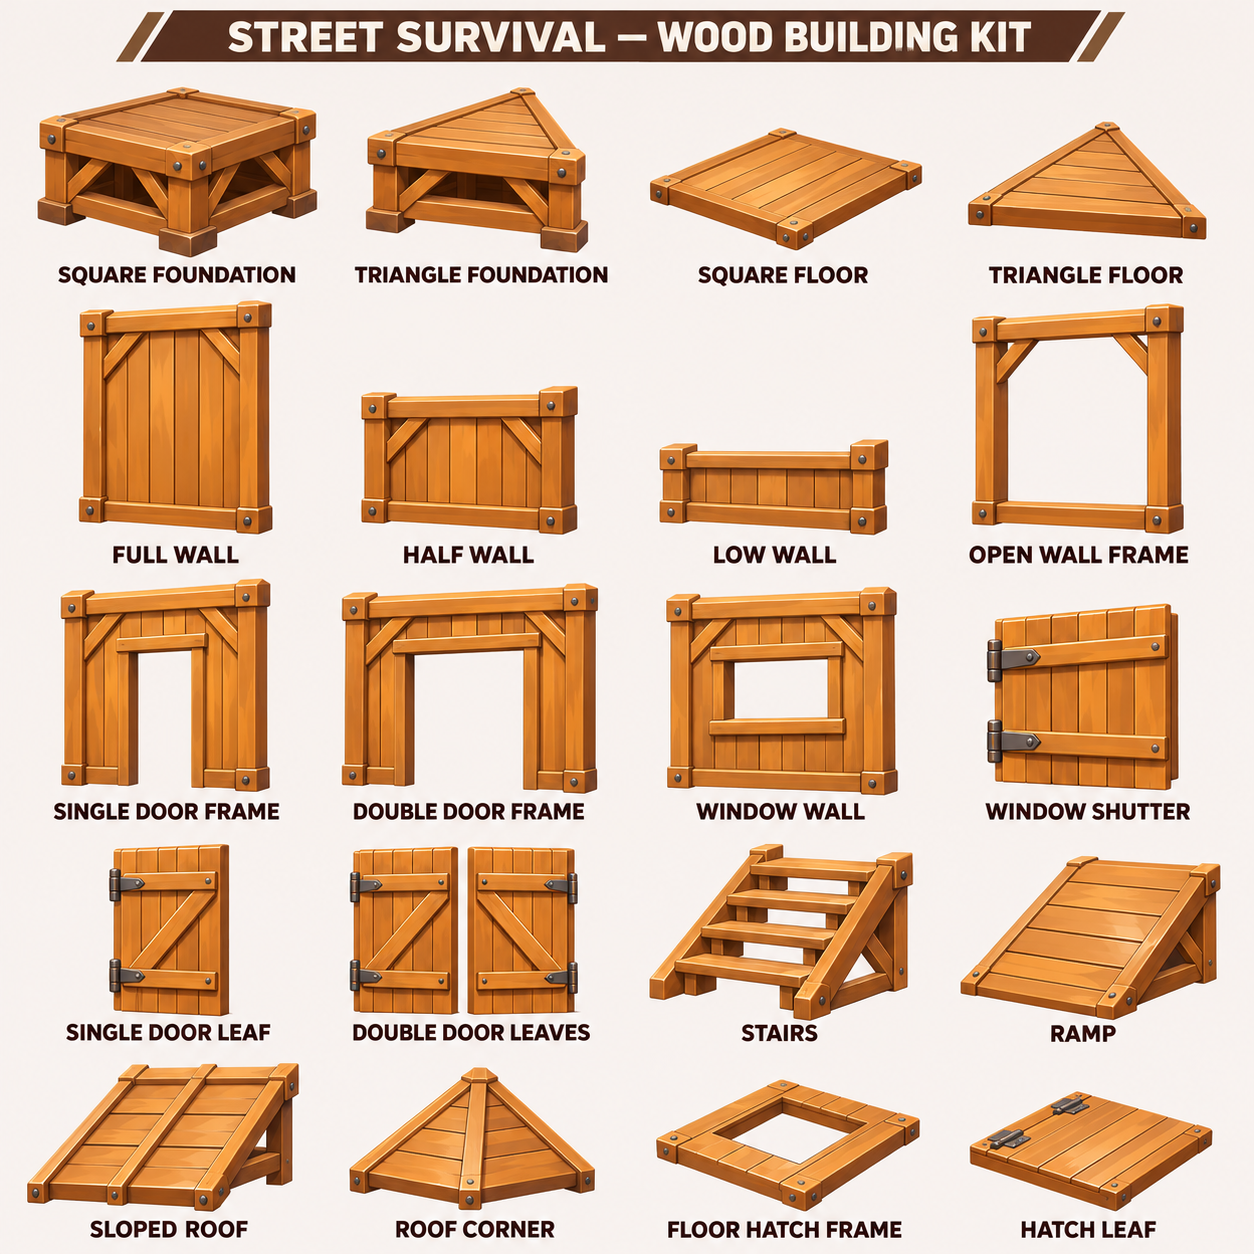 STREET SURVIVAL – WOOD BUILDING KIT
SQUARE FOUNDATION
TRIANGLE FOUNDATION
SQUARE FLOOR
TRIANGLE FLOOR
FULL WALL
HALF WALL
LOW WALL
OPEN WALL FRAME
SINGLE DOOR FRAME
DOUBLE DOOR FRAME
WINDOW WALL
WINDOW SHUTTER
SINGLE DOOR LEAF
DOUBLE DOOR LEAVES
STAIRS
RAMP
SLOPED ROOF
ROOF CORNER
FLOOR HATCH FRAME
HATCH LEAF